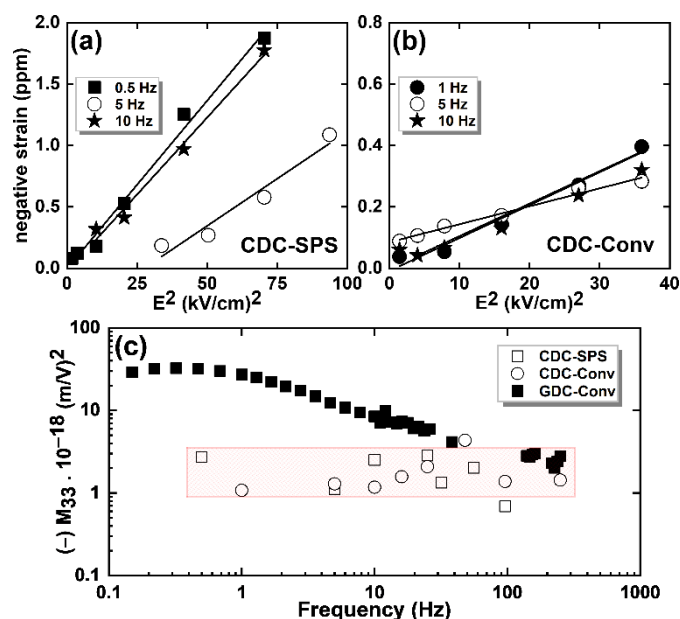 (a)
2.0
1.5
1.0
0.5
0.0
negative strain (ppm)
0.5 Hz
5 Hz
10 Hz
CDC-SPS
0 25 50 75 100
E² (kV/cm)²
(b)
0.8
0.6
0.4
0.2
0.0
1 Hz
5 Hz
10 Hz
CDC-Conv
0 10 20 30 40
E² (kV/cm)²
(c)
100
10
1
0.1
(−) M₃₃ · 10⁻¹⁸ (m/V)²
CDC-SPS
CDC-Conv
GDC-Conv
0.1 1 10 100 1000
Frequency (Hz)